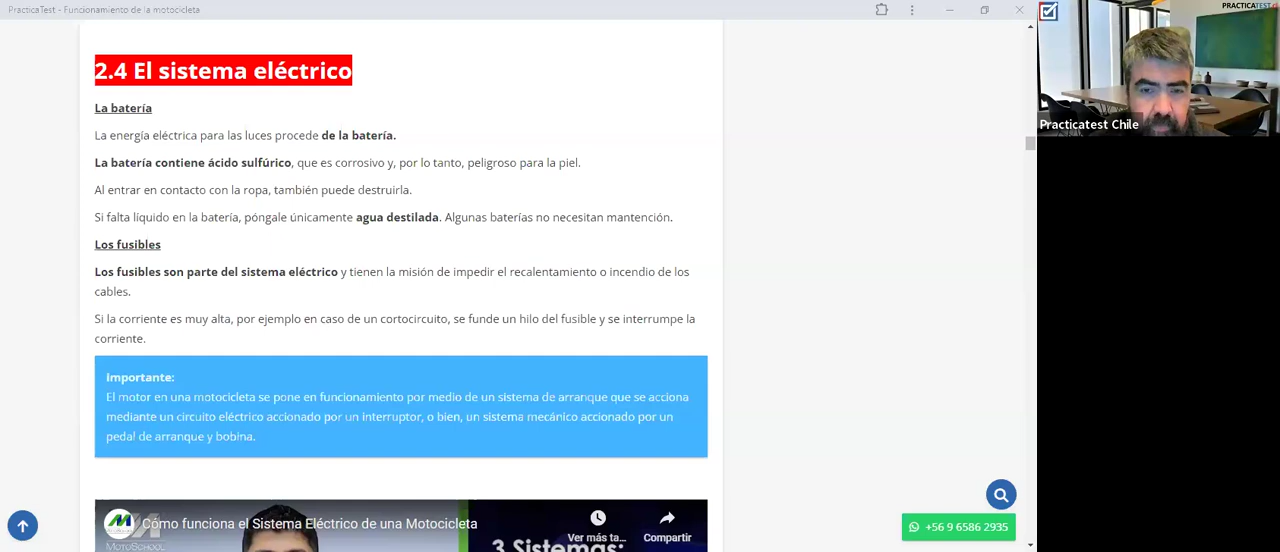 PracticaTest - Funcionamiento de la motocicleta
PRACTICATEST.cl
2.4 El sistema eléctrico
Practicatest Chile
La batería
La energía eléctrica para las luces procede de la batería.
La batería contiene ácido sulfúrico, que es corrosivo y, por lo tanto, peligroso para la piel.
Al entrar en contacto con la ropa, también puede destruirla.
Si falta líquido en la batería, póngale únicamente agua destilada. Algunas baterías no necesitan mantención.
Los fusibles
Los fusibles son parte del sistema eléctrico y tienen la misión de impedir el recalentamiento o incendio de los
cables.
Si la corriente es muy alta, por ejemplo en caso de un cortocircuito, se funde un hilo del fusible y se interrumpe la
corriente.
Importante:
El motor en una motocicleta se pone en funcionamiento por medio de un sistema de arranque que se acciona
mediante un circuito eléctrico accionado por un interruptor, o bien, un sistema mecánico accionado por un
pedal de arranque y bobina.
Cómo funciona el Sistema Eléctrico de una Motocicleta
Ver más ta...
Compartir
MOTOSCHOOL
3 Sistemas:
+56 9 6586 2935